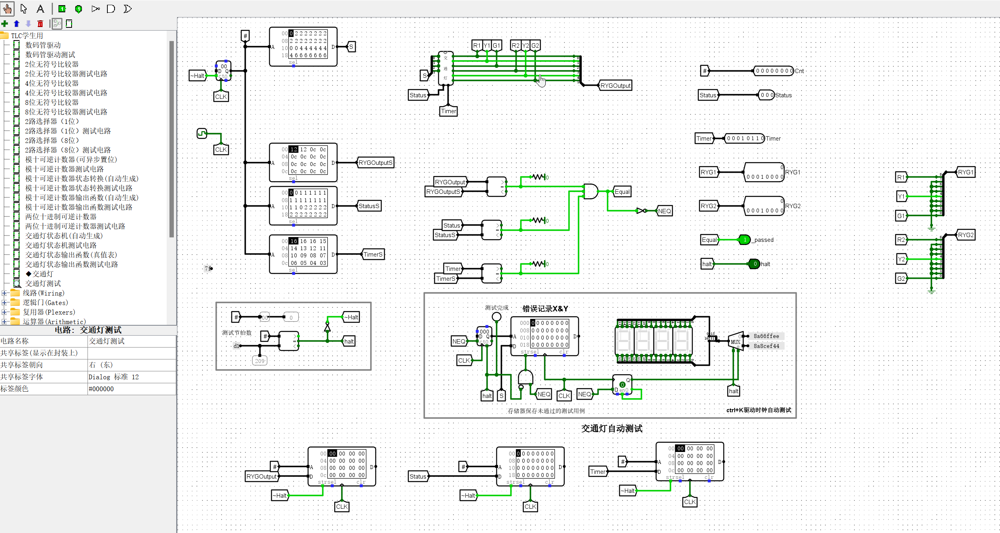 TLC学生用
数码管驱动
数码管驱动测试
2位无符号比较器
2位无符号比较器测试电路
4位无符号比较器
4位无符号比较器测试电路
8位无符号比较器
8位无符号比较器测试电路
2路选择器（1位）
2路选择器（1位）测试电路
2路选择器（8位）
2路选择器（8位）测试电路
模十可逆计数器(可异步置位)
模十可逆计数器测试电路
模十可逆计数器状态转换(自动生成)
模十可逆计数器状态转换测试电路
模十可逆计数器输出函数(自动生成)
模十可逆计数器输出函数测试电路
两位十进制可逆计数器
两位十进制可逆计数器测试电路
交通灯状态机(自动生成)
交通灯状态机测试电路
交通灯状态输出函数(真值表)
交通灯状态输出函数测试电路
◆交通灯
交通灯测试
线路(Wiring)
逻辑门(Gates)
复用器(Plexers)
运算器(Arithmetic)
电路: 交通灯测试
电路名称 交通灯测试
共享标签(显示在封装上)
共享标签朝向 右 (东)
共享标签字体 Dialog 标准 12
标签颜色 #000000
#
~Halt
00
D Q
ct0
CLK
CLK
7f
00 0 2 2 2 2 2 2 2
08 2 2 2 2 2 2 2 2
10 0 0 4 4 4 4 4 4
18 4 6 6 6 6 6 6 6
A D
sel
S
00 12 12 0c 0c
04 0c 0c 0c 0c
08 0c 0c 0c 0c
0c 0c 0c 0c 0c
A D
sel
RYGOutputS
00 0 0 1 1 1 1 1 1
08 1 1 1 1 1 1 1 1
10 1 1 0 2 2 2 2 2
18 2 2 2 2 2 2 2 2
A D
sel
StatusS
00 16 16 16 15
04 14 13 12 11
08 10 09 08 07
0c 06 05 04 03
A D
sel
TimerS
R1 Y1 G1 R2 Y2 G2
交
通
灯
S
Status
Timer
RYGOutput
RYGOutput
RYGOutputS
> = <
0
Status
StatusS
> = <
0
Timer
TimerS
> = <
0
Equal
NEQ
# 0 0 0 0 0 0 0 0 Cnt
Status 0 0 0 Status
Timer 0 0 0 1 0 1 1 0 Timer
RYG1 0
0 0 0 1 0 0 0 0 RYG1
RYG2 0
0 0 0 1 0 0 0 0 RYG2
Equal 1 _passed
halt 0 halt
R1
Y1
G1
RYG1
R2
Y2
G2
RYG2
# 00 0
测试节拍数
#
d1
209
> = <
~Halt
halt
测试完成
错误记录X&Y
NEQ
000
D Q
ct0
CLK
halt
S
000 0 0 0 0 0 0 0 0
008 0 0 0 0 0 0 0 0
010 0 0 0 0 0 0 0 0
018 0 0 0 0 0 0 0 0
A D
D
str sel clr
NEQ
CLK
NEQ
0
Q
D en0
0-15
16-31
MUX
0
8a66ffee
8a8cef44
halt
存储器保存未通过的测试用例
ctrl+K驱动时钟自动测试
交通灯自动测试
#
RYGOutput
00 00 00 00 00
04 00 00 00 00
08 00 00 00 00
0c 00 00 00 00
A D
D
str sel clr
~Halt
CLK
#
Status
00 0 0 0 0 0 0 0 0
08 0 0 0 0 0 0 0 0
10 0 0 0 0 0 0 0 0
18 0 0 0 0 0 0 0 0
A D
D
str sel clr
~Halt
CLK
#
Timer
00 00 00 00 00
04 00 00 00 00
08 00 00 00 00
0c 00 00 00 00
A D
D
str sel clr
~Halt
CLK